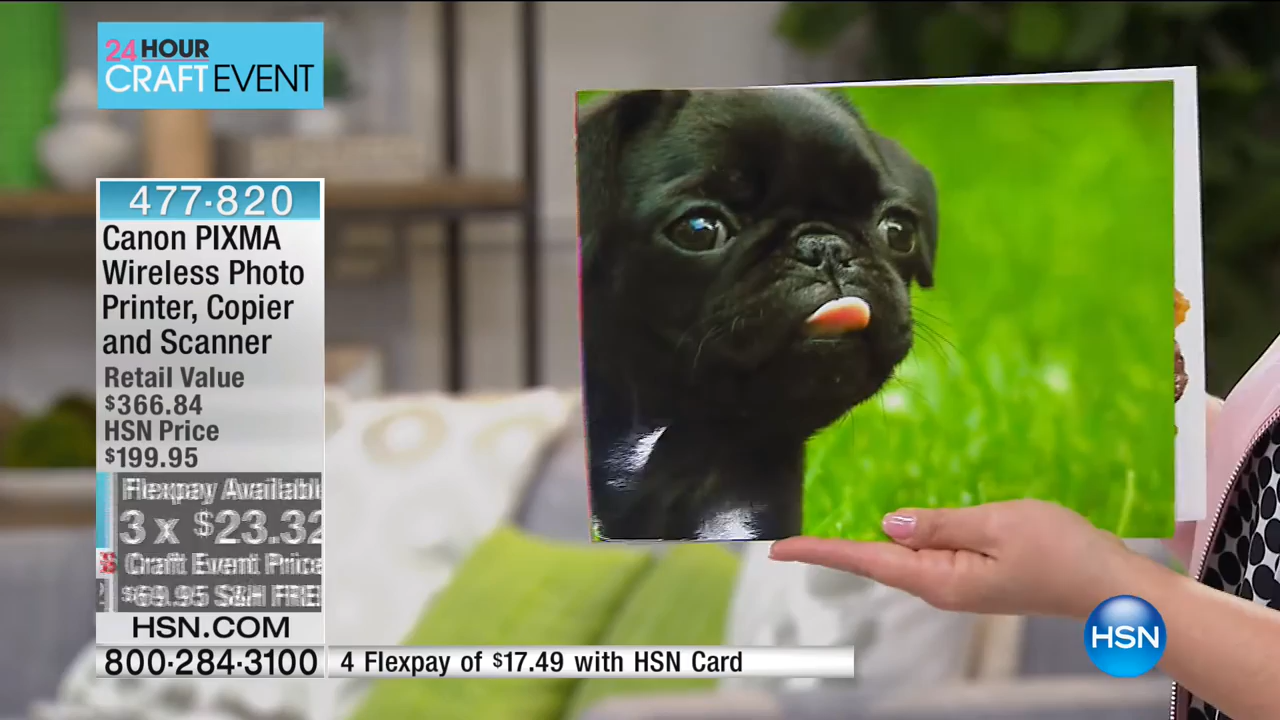 24 HOUR
CRAFT EVENT
477-820
Canon PIXMA
Wireless Photo
Printer, Copier
and Scanner
Retail Value
$366.84
HSN Price
$199.95
Flexpay Availabl
3 x $23.32
Craft Event Price
$69.95 S&H FRE
HSN.COM
800-284-3100
4 Flexpay of $17.49 with HSN Card
HSN